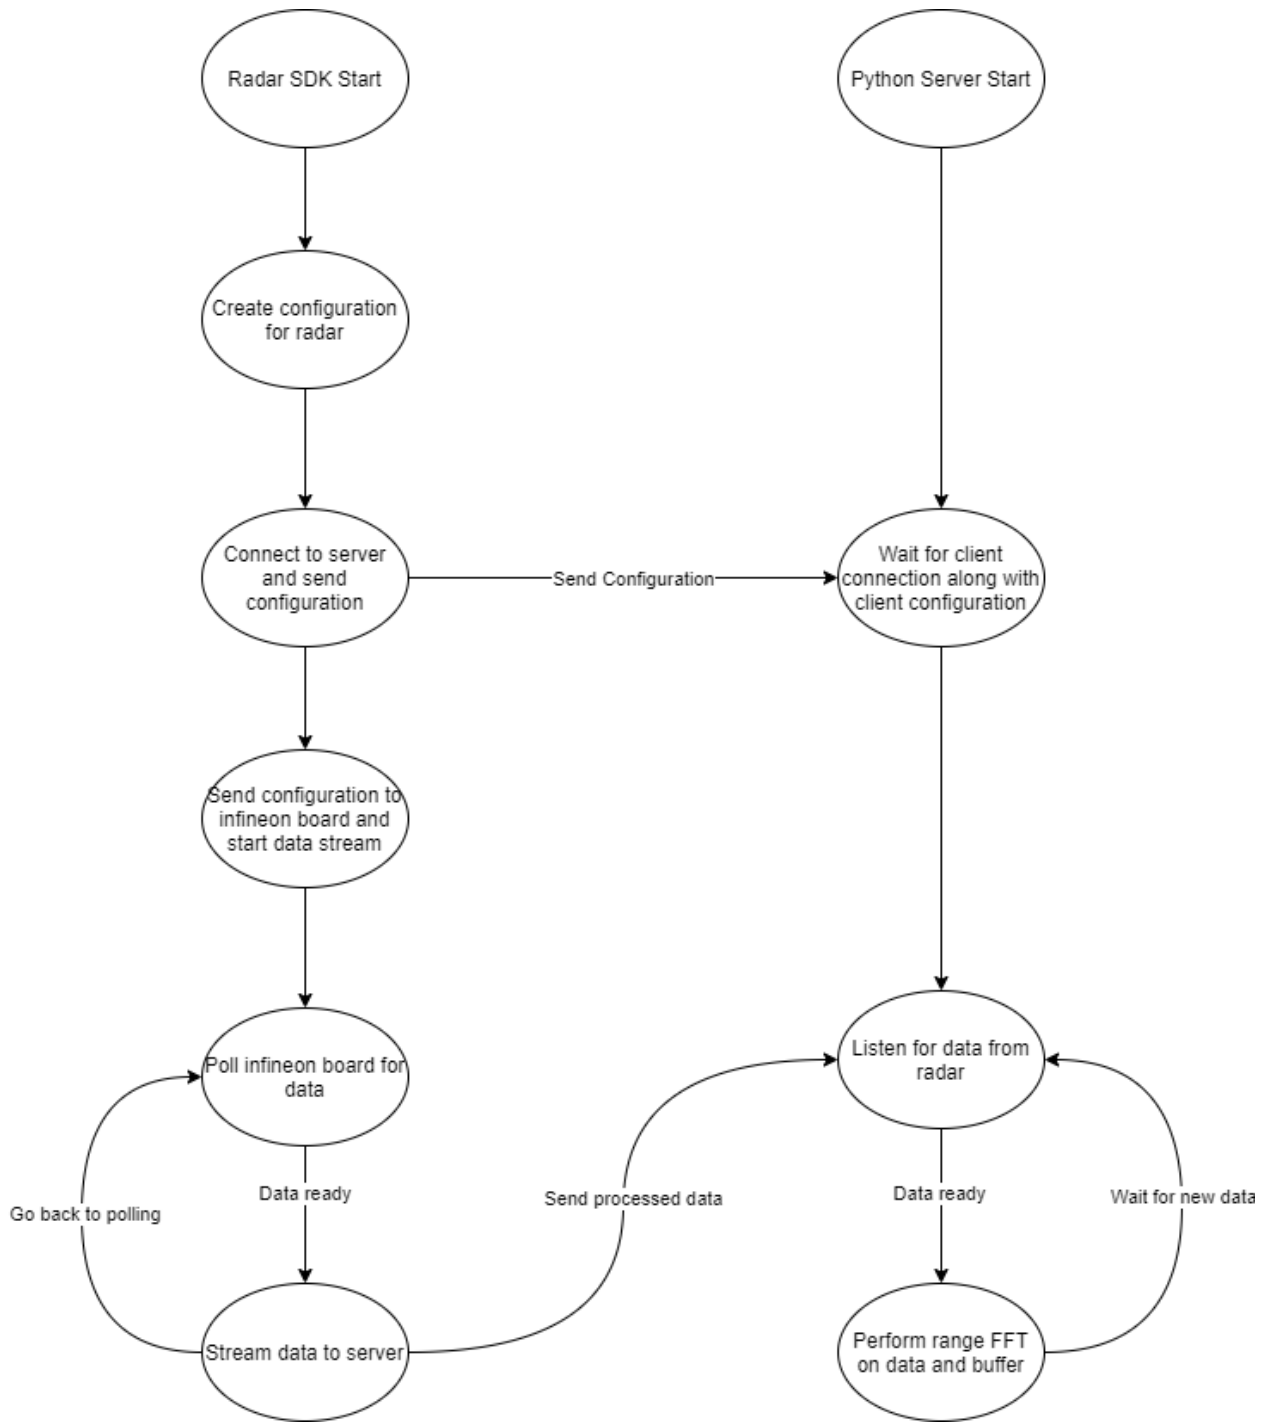 Radar SDK Start
Python Server Start
Create configuration
for radar
Connect to server
and send
configuration
Send Configuration
Wait for client
connection along with
client configuration
Send configuration to
infineon board and
start data stream
Poll infineon board for
data
Listen for data from
radar
Data ready
Go back to polling
Send processed data
Data ready
Wait for new data
Stream data to server
Perform range FFT
on data and buffer